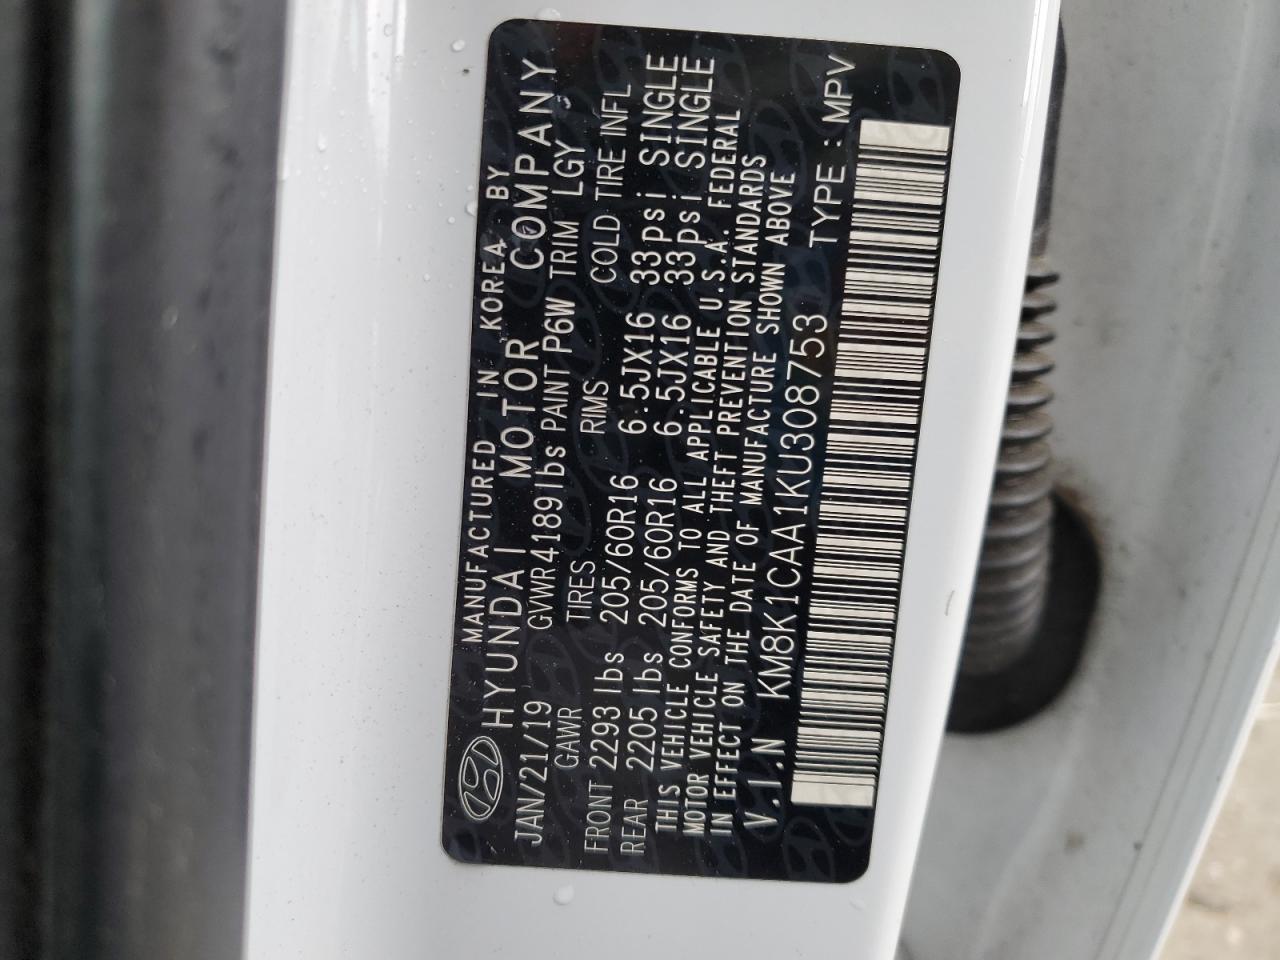 MANUFACTURED IN KOREA BY
HYUNDAI MOTOR COMPANY
JAN/21/19 GVWR 4189 lbs PAINT P6W TRIM LGY
GAWR TIRES RIMS COLD TIRE INFL
FRONT 2293 lbs 205/60R16 6.5JX16 33psi SINGLE
REAR 2205 lbs 205/60R16 6.5JX16 33psi SINGLE
THIS VEHICLE CONFORMS TO ALL APPLICABLE U.S.A. FEDERAL
MOTOR VEHICLE SAFETY AND THEFT PREVENTION STANDARDS
IN EFFECT ON THE DATE OF MANUFACTURE SHOWN ABOVE
V.I.N KM8K1CAA1KU308753 TYPE : MPV